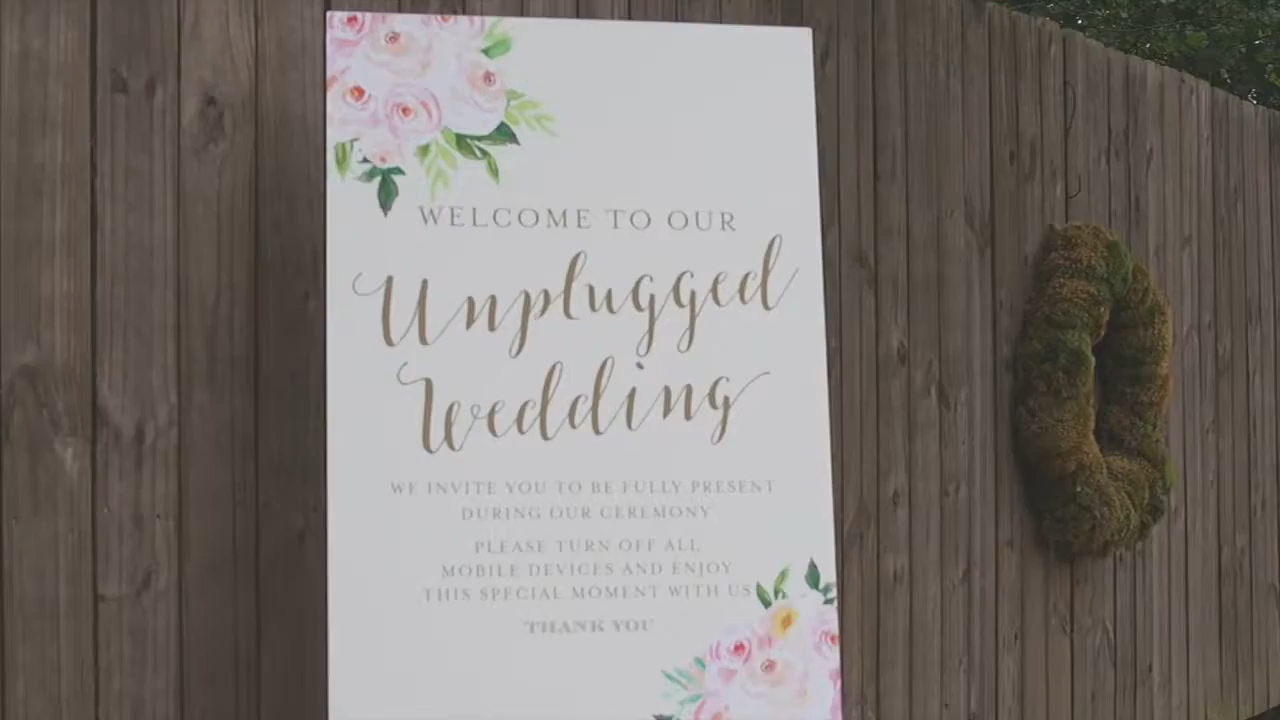 WELCOME TO OUR
Unplugged
Wedding
WE INVITE YOU TO BE FULLY PRESENT
DURING OUR CEREMONY
PLEASE TURN OFF ALL
MOBILE DEVICES AND ENJOY
THIS SPECIAL MOMENT WITH US
THANK YOU